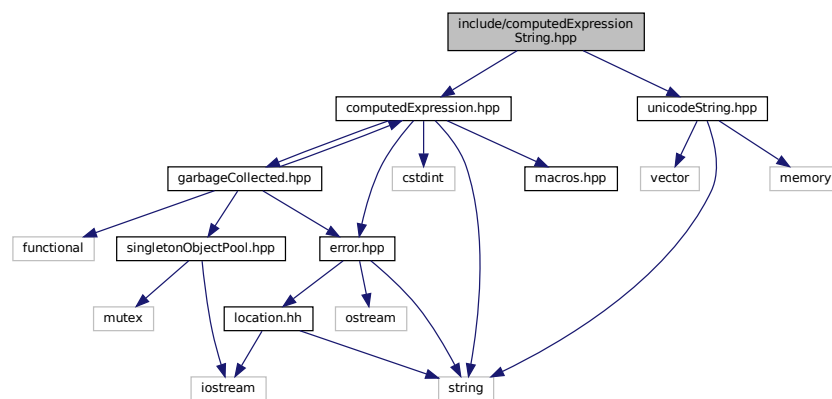 include/computedExpression
String.hpp
computedExpression.hpp
unicodeString.hpp
garbageCollected.hpp
cstdint
macros.hpp
vector
memory
functional
singletonObjectPool.hpp
error.hpp
mutex
location.hh
ostream
iostream
string